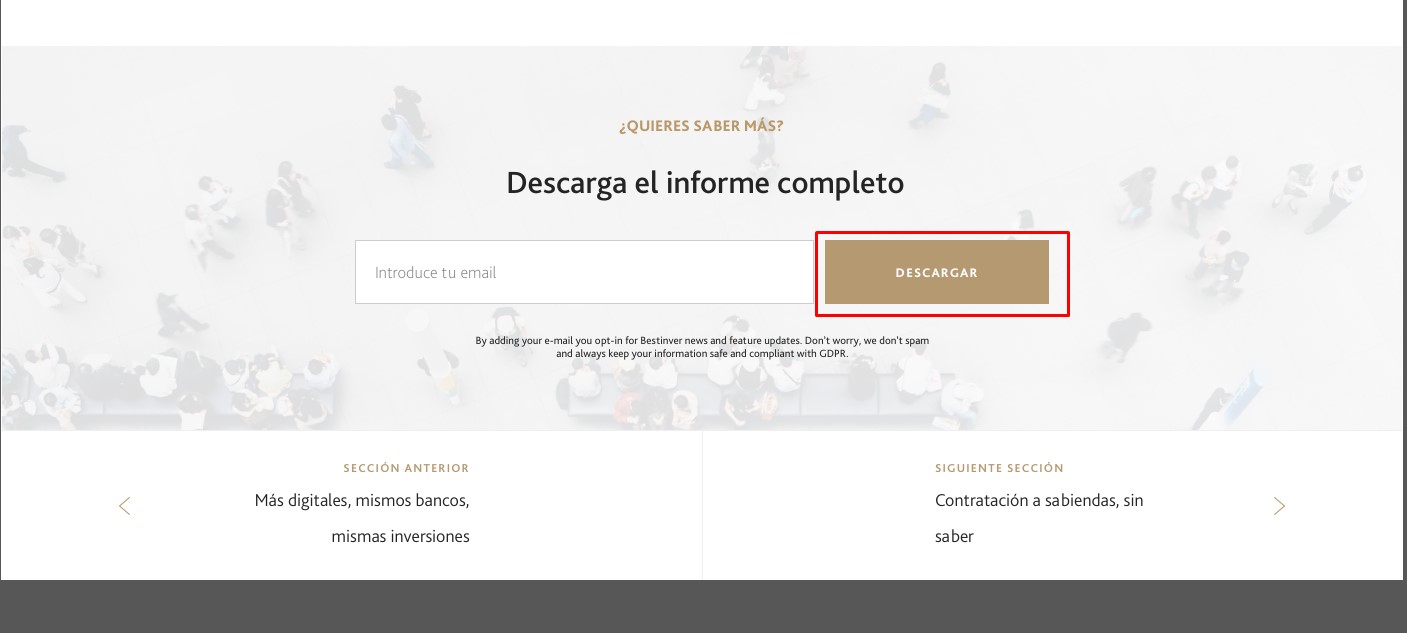 ¿QUIERES SABER MÁS?
Descarga el informe completo
Introduce tu email
DESCARGAR
By adding your e-mail you opt-in for Bestinver news and feature updates. Don't worry, we don't spam
and always keep your information safe and compliant with GDPR.
SECCIÓN ANTERIOR
Más digitales, mismos bancos,
mismas inversiones
SIGUIENTE SECCIÓN
Contratación a sabiendas, sin
saber